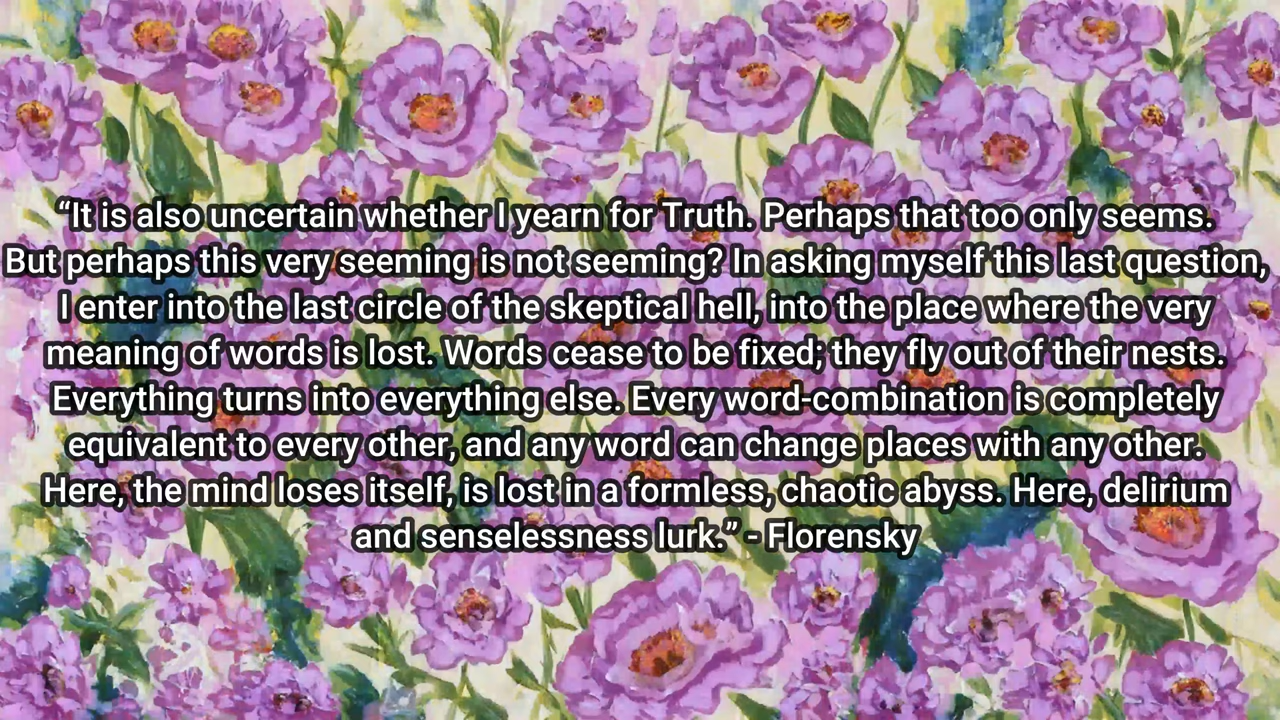 “It is also uncertain whether I yearn for Truth. Perhaps that too only seems.
But perhaps this very seeming is not seeming? In asking myself this last question,
I enter into the last circle of the skeptical hell, into the place where the very
meaning of words is lost. Words cease to be fixed; they fly out of their nests.
Everything turns into everything else. Every word-combination is completely
equivalent to every other, and any word can change places with any other.
Here, the mind loses itself, is lost in a formless, chaotic abyss. Here, delirium
and senselessness lurk.” - Florensky